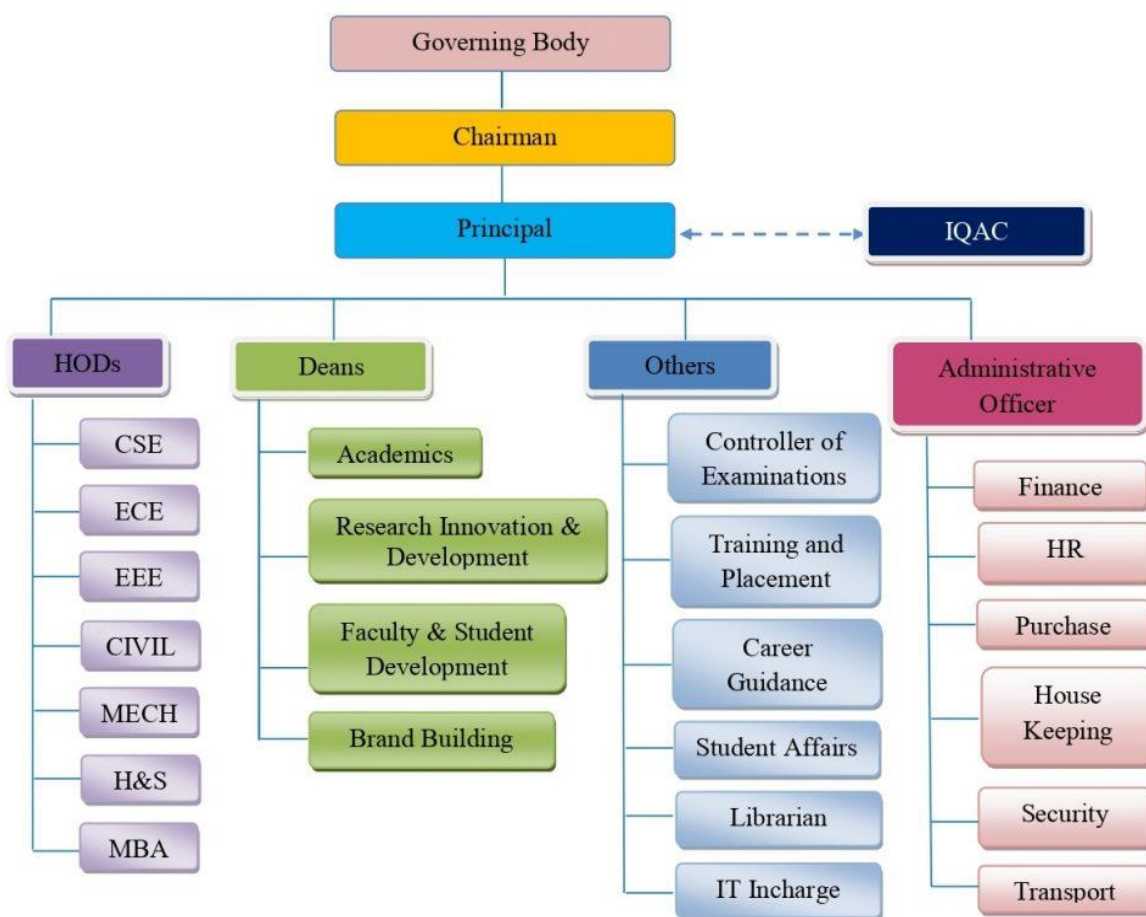 Governing Body
Chairman
Principal
IQAC
HODs
Deans
Others
Administrative
Officer
CSE
ECE
EEE
CIVIL
MECH
H&S
MBA
Academics
Research Innovation &
Development
Faculty & Student
Development
Brand Building
Controller of
Examinations
Training and
Placement
Career
Guidance
Student Affairs
Librarian
IT Incharge
Finance
HR
Purchase
House
Keeping
Security
Transport